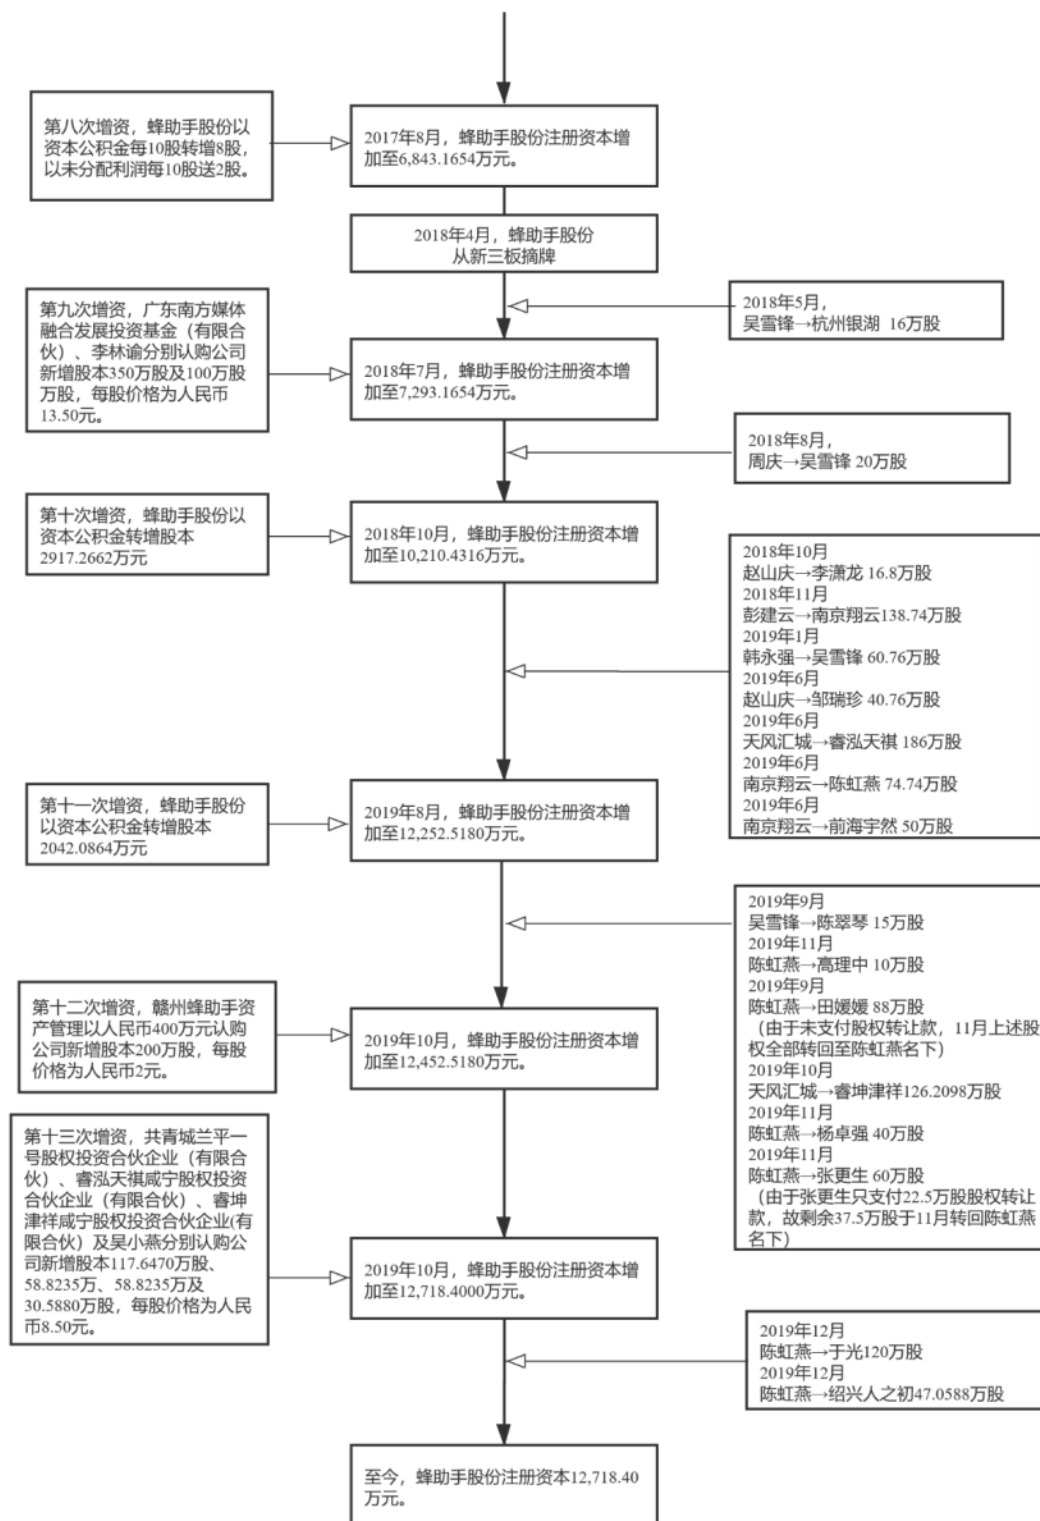 第八次增资，蜂助手股份以
资本公积金每10股转增8股，
以未分配利润每10股送2股。
2017年8月，蜂助手股份注册资本增
加至6,843.1654万元。
2018年4月，蜂助手股份
从新三板摘牌
2018年5月，
吴雪锋→杭州银湖 16万股
第九次增资，广东南方媒体
融合发展投资基金（有限合
伙）、李林谕分别认购公司
新增股本350万股及100万股
万股，每股价格为人民币
13.50元。
2018年7月，蜂助手股份注册资本增
加至7,293.1654万元。
2018年8月，
周庆→吴雪锋 20万股
第十次增资，蜂助手股份以
资本公积金转增股本
2917.2662万元
2018年10月，蜂助手股份注册资本增
加至10,210.4316万元。
2018年10月
赵山庆→李潇龙 16.8万股
2018年11月
彭建云→南京翔云138.74万股
2019年1月
韩永强→吴雪锋 60.76万股
2019年6月
赵山庆→邹瑞珍 40.76万股
2019年6月
天风汇城→睿泓天祺 186万股
2019年6月
南京翔云→陈虹燕 74.74万股
2019年6月
南京翔云→前海宇然 50万股
第十一次增资，蜂助手股份
以资本公积金转增股本
2042.0864万元
2019年8月，蜂助手股份注册资本增
加至12,252.5180万元。
2019年9月
吴雪锋→陈翠琴 15万股
2019年11月
陈虹燕→高理中 10万股
2019年9月
陈虹燕→田媛媛 88万股
（由于未支付股权转让款，11月上述股
权全部转回至陈虹燕名下）
2019年10月
天风汇城→睿坤津祥126.2098万股
2019年11月
陈虹燕→杨卓强 40万股
2019年11月
陈虹燕→张更生 60万股
（由于张更生只支付22.5万股股权转让
款，故剩余37.5万股于11月转回陈虹燕
名下）
第十二次增资，赣州蜂助手资
产管理以人民币400万元认购
公司新增股本200万股，每股
价格为人民币2元。
2019年10月，蜂助手股份注册资本增
加至12,452.5180万元。
第十三次增资，共青城兰平一
号股权投资合伙企业（有限合
伙）、睿泓天祺咸宁股权投资
合伙企业（有限合伙）、睿坤
津祥咸宁股权投资合伙企业(有
限合伙）及吴小燕分别认购公
司新增股本117.6470万股、
58.8235万、58.8235万及
30.5880万股，每股价格为人民
币8.50元。
2019年10月，蜂助手股份注册资本增
加至12,718.4000万元。
2019年12月
陈虹燕→于光120万股
2019年12月
陈虹燕→绍兴人之初47.0588万股
至今，蜂助手股份注册资本12,718.40
万元。